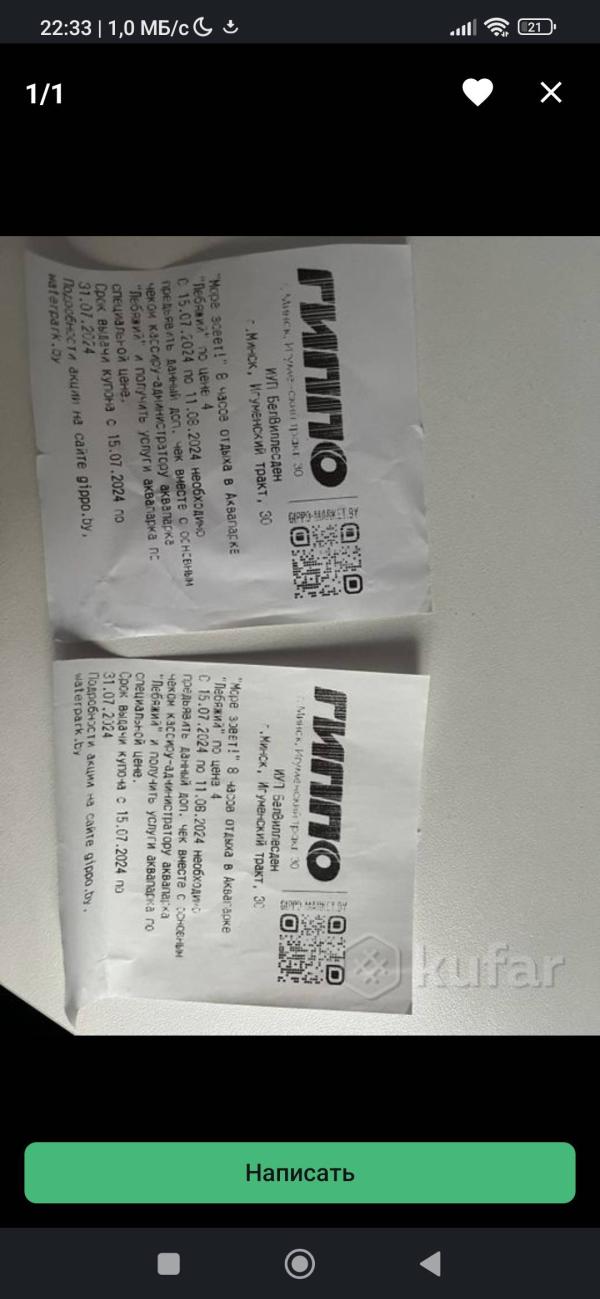 22:33 | 1,0 МБ/с
21
1/1
ГИППО
г. Минск, Игуменский тракт, 30
GIPPO-MARKET.BY
ИУП БелВиллесден
г.Минск, Игуменский тракт, 30
"Море зовет!" 8 часов отдыха в Аквапарке
"Лебяжий" по цене 4
С 15.07.2024 по 11.08.2024 необходимо
предъявить данный доп. чек вместе с основным
чеком кассиру-администратору аквапарка
"Лебяжий" и получить услуги аквапарка по
специальной цене.
Срок выдачи купона с 15.07.2024 по
31.07.2024
Подробности акции на сайте gippo.by,
waterpark.by
ГИППО
г. Минск, Игуменский тракт, 30
GIPPO-MARKET.BY
ИУП БелВиллесден
г.Минск, Игуменский тракт, 30
"Море зовет!" 8 часов отдыха в Аквапарке
"Лебяжий" по цене 4
С 15.07.2024 по 11.08.2024 необходимо
предъявить данный доп. чек вместе с основным
чеком кассиру-администратору аквапарка
"Лебяжий" и получить услуги аквапарка по
специальной цене.
Срок выдачи купона с 15.07.2024 по
31.07.2024
Подробности акции на сайте gippo.by,
waterpark.by
kufar
Написать